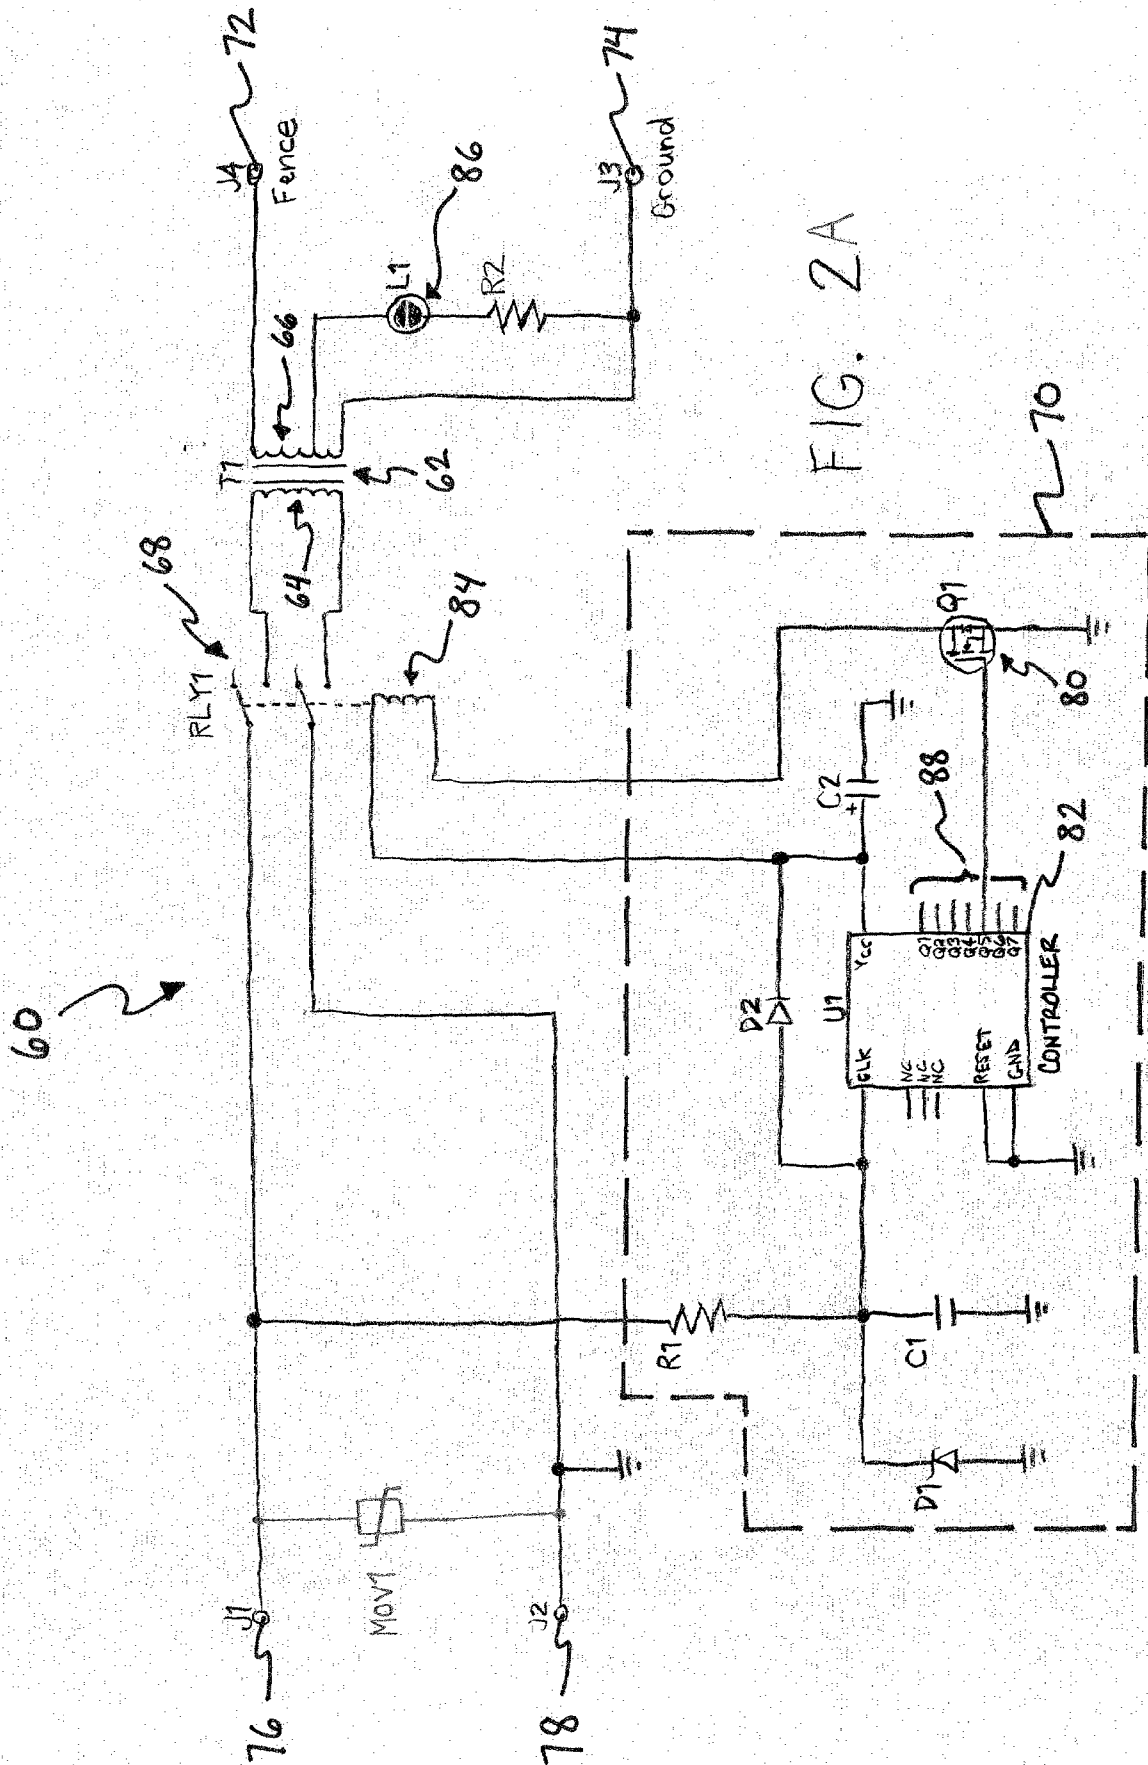 60
76
J1
MOV1
J2
78
RLY1
68
84
64
T1
62
66
L1
86
R2
J4
72
Fence
J3
74
Ground
R1
C1
D1
D2
U1
CLK
NC
NC
NC
RESET
GND
Vcc
Q1
Q2
Q3
Q4
Q5
Q6
Q7
CONTROLLER
82
88
C2
+
Q1
80
70
FIG. 2A